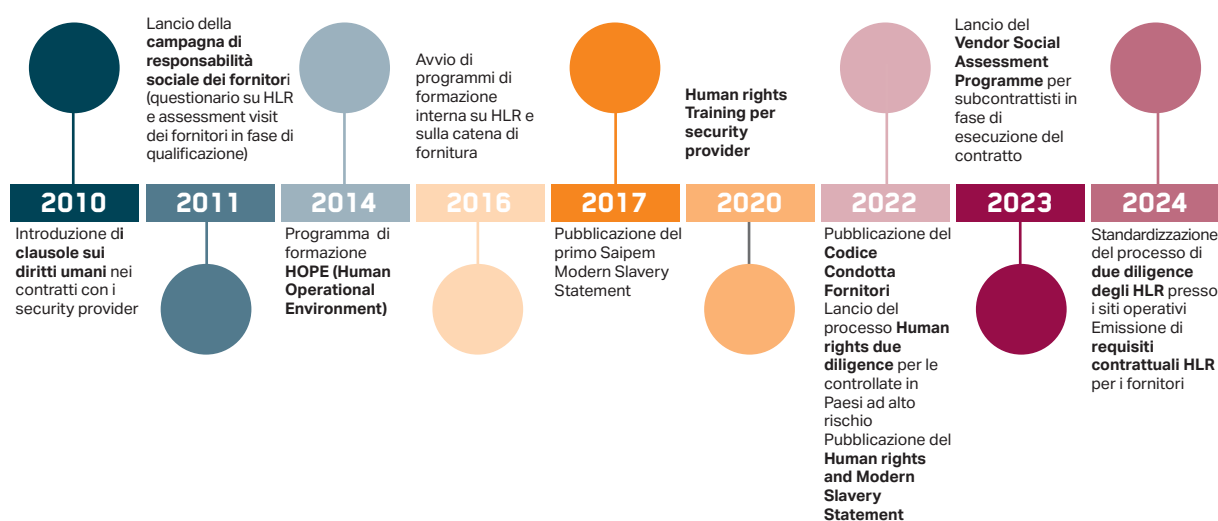 2010
Introduzione di
clausole sui
diritti umani nei
contratti con i
security provider
Lancio della
campagna di
responsabilità
sociale dei fornitori
(questionario su HLR
e assessment visit
dei fornitori in fase di
qualificazione)
2011
2014
Programma di
formazione
HOPE (Human
Operational
Environment)
Avvio di
programmi di
formazione
interna su HLR e
sulla catena di
fornitura
2016
2017
Pubblicazione del
primo Saipem
Modern Slavery
Statement
Human rights
Training per
security
provider
2020
2022
Pubblicazione del
Codice
Condotta
Fornitori
Lancio del
processo Human
rights due
diligence per le
controllate in
Paesi ad alto
rischio
Pubblicazione del
Human rights
and Modern
Slavery
Statement
Lancio del
Vendor Social
Assessment
Programme per
subcontrattisti in
fase di
esecuzione del
contratto
2023
2024
Standardizzazione
del processo di
due diligence
degli HLR presso
i siti operativi
Emissione di
requisiti
contrattuali HLR
per i fornitori